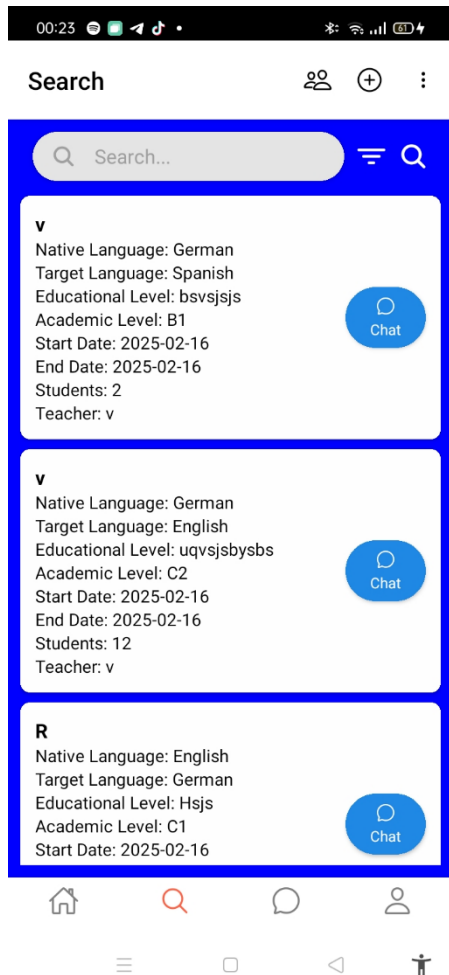 00:23
61
Search
Search...
v
Native Language: German
Target Language: Spanish
Educational Level: bsvsjsjs
Academic Level: B1
Start Date: 2025-02-16
End Date: 2025-02-16
Students: 2
Teacher: v
Chat
v
Native Language: German
Target Language: English
Educational Level: uqvsjsbysbs
Academic Level: C2
Start Date: 2025-02-16
End Date: 2025-02-16
Students: 12
Teacher: v
Chat
R
Native Language: English
Target Language: German
Educational Level: Hsjs
Academic Level: C1
Start Date: 2025-02-16
Chat